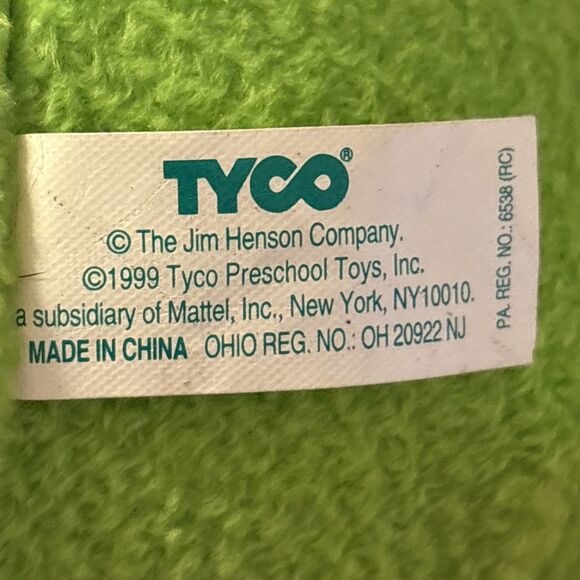 TYCO®
© The Jim Henson Company.
©1999 Tyco Preschool Toys, Inc.
a subsidiary of Mattel, Inc., New York, NY10010.
MADE IN CHINA OHIO REG. NO.: OH 20922 NJ
PA. REG. NO.: 6538 (RC)